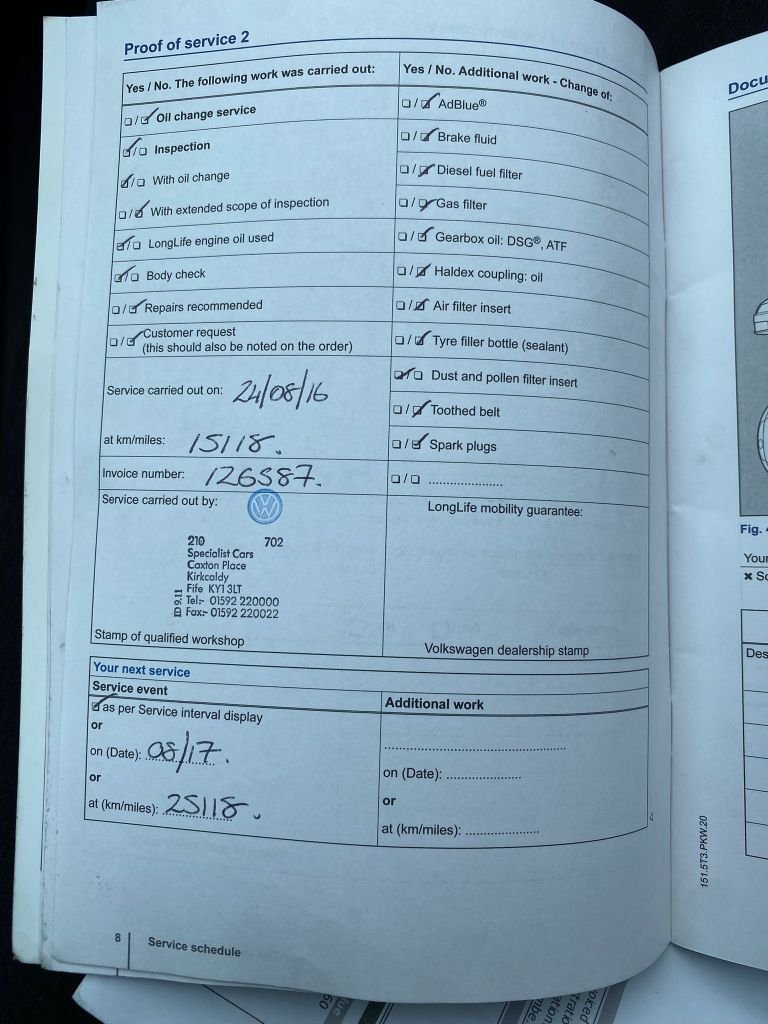 Proof of service 2
Yes / No. The following work was carried out:
Oil change service
Inspection
With oil change
With extended scope of inspection
LongLife engine oil used
Body check
Repairs recommended
Customer request
(this should also be noted on the order)
Service carried out on: 24/08/16
at km/miles: 15118.
Invoice number: 126587.
Service carried out by:
VW
210 702
Specialist Cars
Caxton Place
Kirkcaldy
Fife KY1 3LT
Tel:- 01592 220000
Fax:- 01592 220022
ID 9.11
Stamp of qualified workshop
Yes / No. Additional work - Change of:
AdBlue®
Brake fluid
Diesel fuel filter
Gas filter
Gearbox oil: DSG®, ATF
Haldex coupling: oil
Air filter insert
Tyre filler bottle (sealant)
Dust and pollen filter insert
Toothed belt
Spark plugs
LongLife mobility guarantee:
Volkswagen dealership stamp
Your next service
Service event
as per Service interval display
or
on (Date): 08/17.
or
at (km/miles): 25118.
Additional work
on (Date): ....................
or
at (km/miles): ....................
8 Service schedule
151.5T3.PKW.20
Docu
Fig.
Your
Des